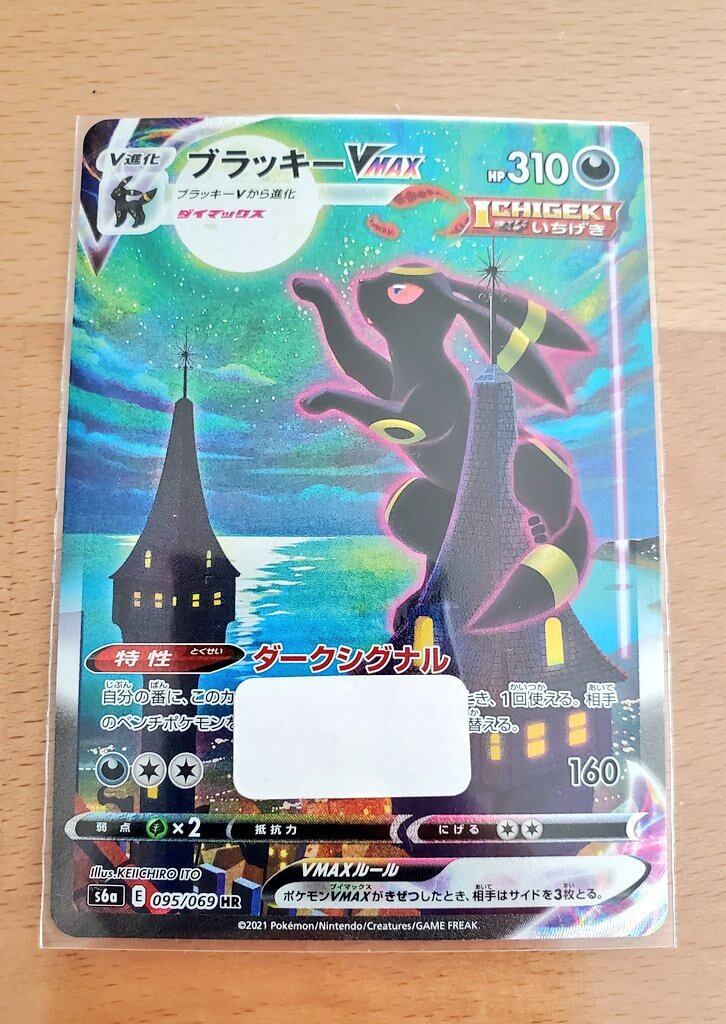 V進化
ブラッキーVMAX
HP 310
ブラッキーVから進化
ダイマックス
ICHIGEKI
いちげき
特性 とくせい ダークシグナル
自分の番に、このカ
き、1回使える。相手
のベンチポケモンを
替える。
160
弱点 ×2 抵抗力 にげる
Illus. KEIICHIRO ITO
VMAXルール
ポケモンVMAXがきぜつしたとき、相手はサイドを3枚とる。
s6a E 095/069 HR
©2021 Pokémon/Nintendo/Creatures/GAME FREAK.